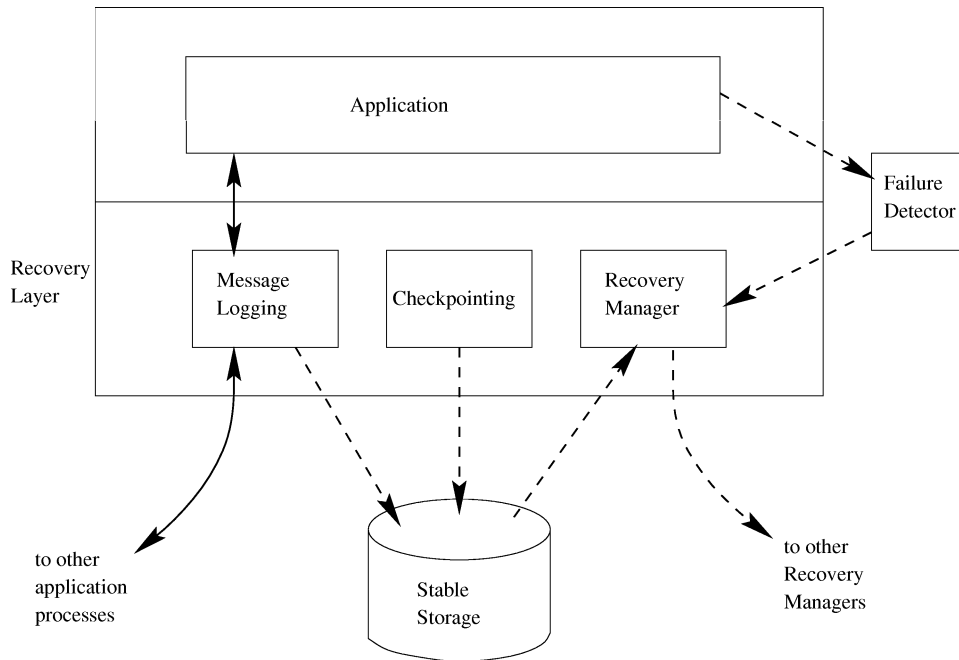 Application
Failure
Detector
Recovery
Layer
Message
Logging
Checkpointing
Recovery
Manager
to other
application
processes
Stable
Storage
to other
Recovery
Managers